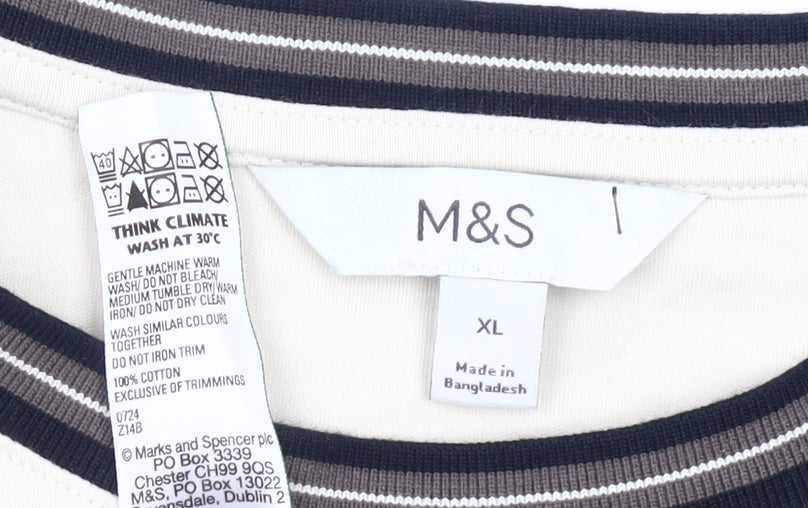 40
THINK CLIMATE
WASH AT 30°C
GENTLE MACHINE WARM
WASH/ DO NOT BLEACH/
MEDIUM TUMBLE DRY/ WARM
IRON/ DO NOT DRY CLEAN
WASH SIMILAR COLOURS
TOGETHER
DO NOT IRON TRIM
100% COTTON
EXCLUSIVE OF TRIMMINGS
0724
Z14B
© Marks and Spencer plc
PO Box 3339
Chester CH99 9QS
M&S, PO Box 13022
Dublin 2
M&S
XL
Made in
Bangladesh